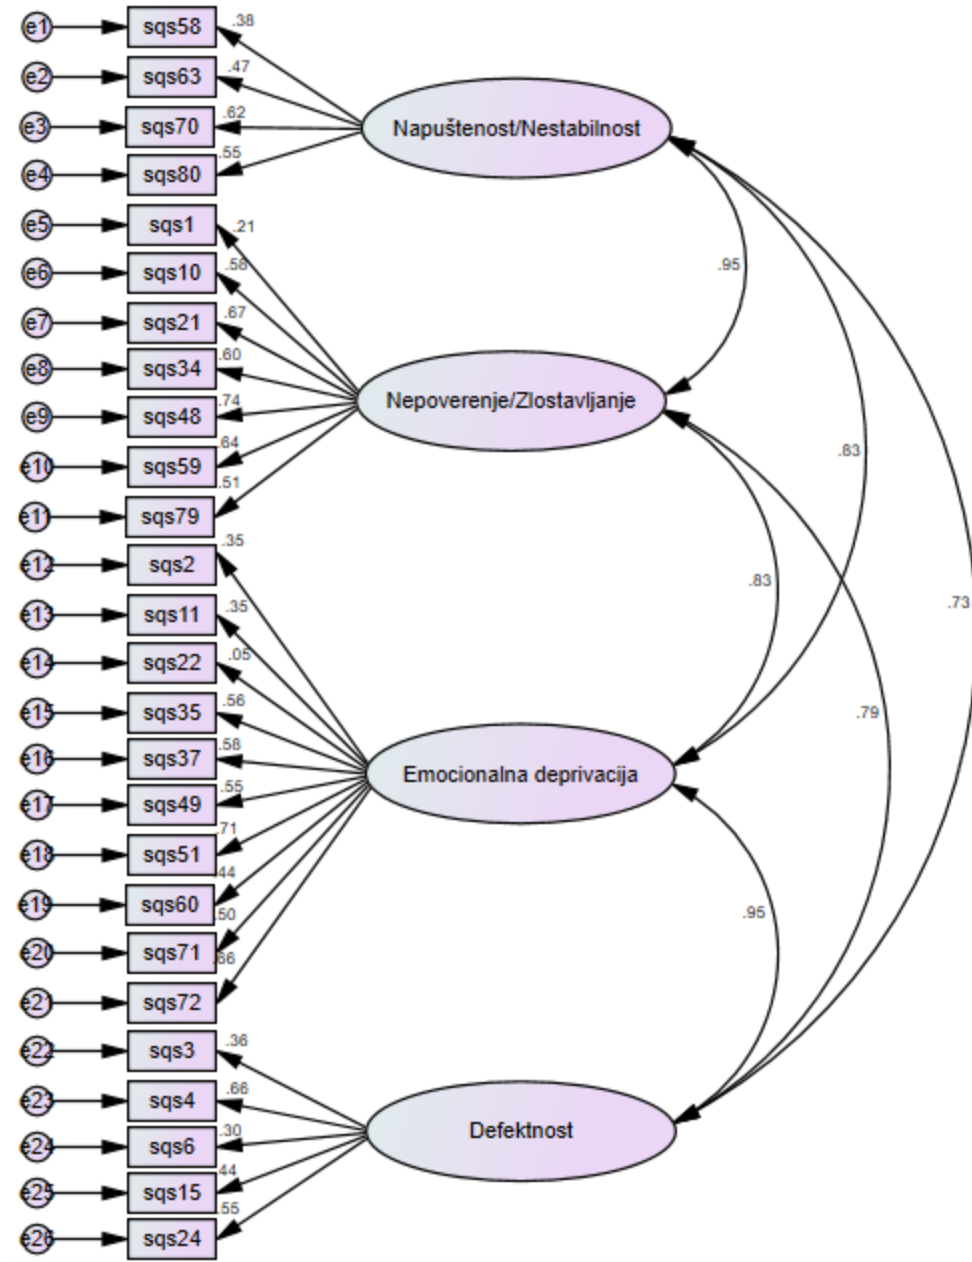 e1 sqs58 .38
e2 sqs63 .47
e3 sqs70 .62
e4 sqs80 .55
Napuštenost/Nestabilnost
e5 sqs1 .21
e6 sqs10 .58
e7 sqs21 .67
e8 sqs34 .60
e9 sqs48 .74
e10 sqs59 .64
e11 sqs79 .51
Nepoverenje/Zlostavljanje
.95
e12 sqs2 .35
e13 sqs11 .35
e14 sqs22 .05
e15 sqs35 .56
e16 sqs37 .58
e17 sqs49 .55
e18 sqs51 .71
e19 sqs60 .44
e20 sqs71 .50
e21 sqs72 .66
Emocionalna deprivacija
.83
.83
.73
.79
.95
e22 sqs3 .36
e23 sqs4 .66
e24 sqs6 .30
e25 sqs15 .44
e26 sqs24 .55
Defektnost